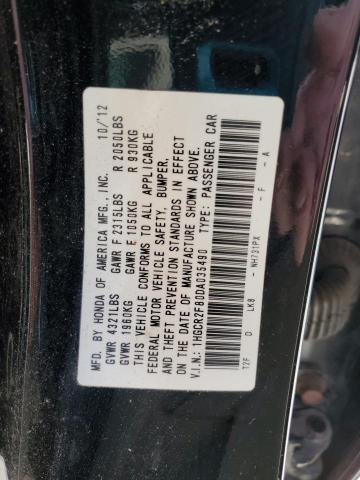 MFD. BY HONDA OF AMERICA MFG., INC. 10/12
GVWR 4321LBS GAWR F 2315LBS R 2050LBS
GVWR 1960KG GAWR F 1050KG R 930KG
THIS VEHICLE CONFORMS TO ALL APPLICABLE
FEDERAL MOTOR VEHICLE SAFETY, BUMPER,
AND THEFT PREVENTION STANDARDS IN EFFECT
ON THE DATE OF MANUFACTURE SHOWN ABOVE.
V.I.N.: 1HGCR2F80DA035490 TYPE: PASSENGER CAR
T2F D LK8 - NH731PX - F - A